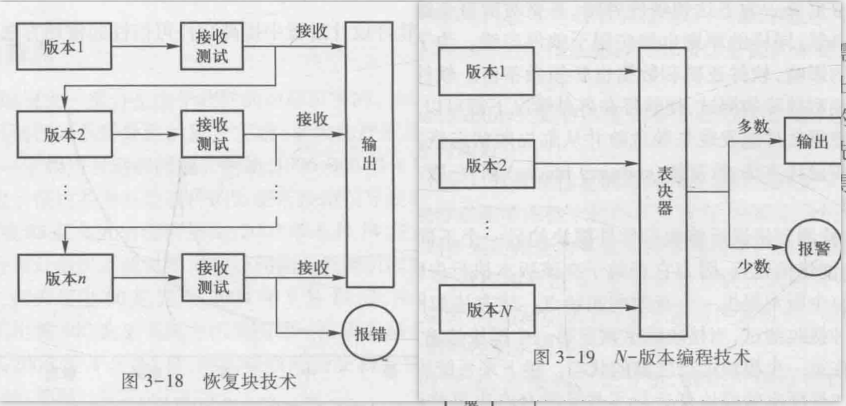 版本1
接收
测试
接收
版本2
接收
测试
接收
输
出
⋮
版本n
接收
测试
接收
报错
图 3-18 恢复块技术
版本1
版本2
⋮
版本N
表
决
器
多数
输出
少数
报警
图 3-19 N-版本编程技术